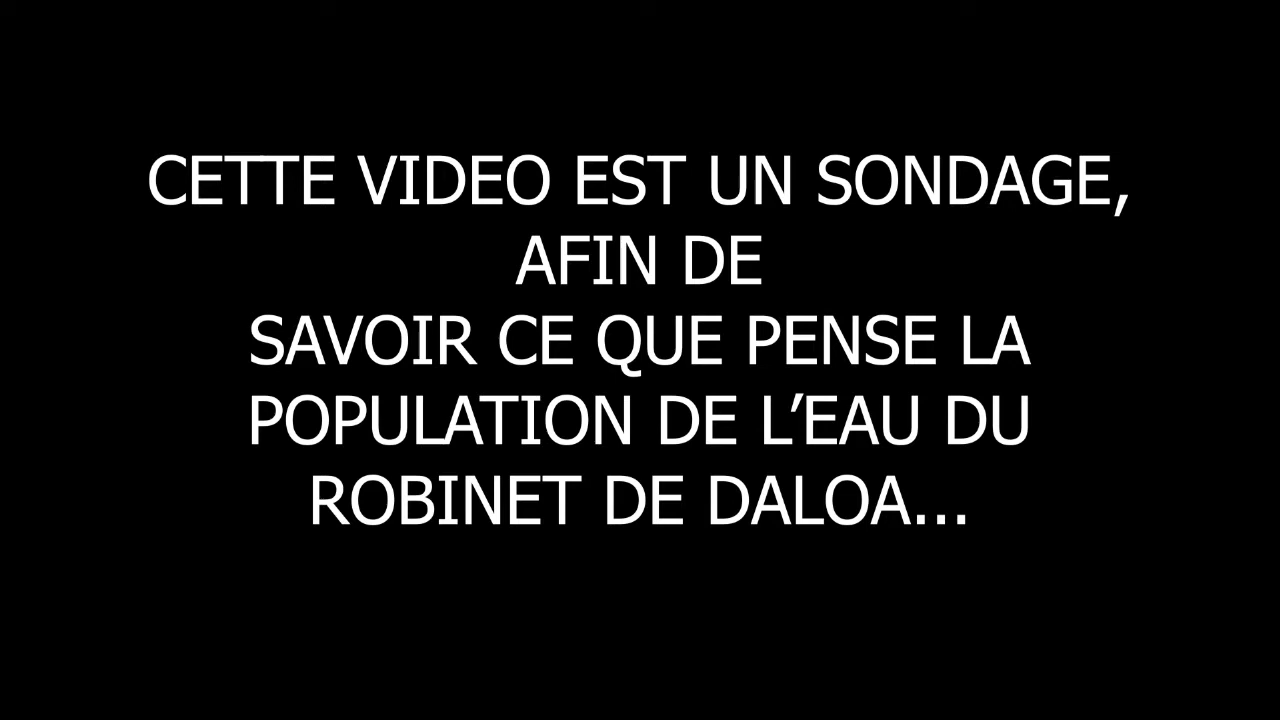 CETTE VIDEO EST UN SONDAGE,
AFIN DE
SAVOIR CE QUE PENSE LA
POPULATION DE L’EAU DU
ROBINET DE DALOA...